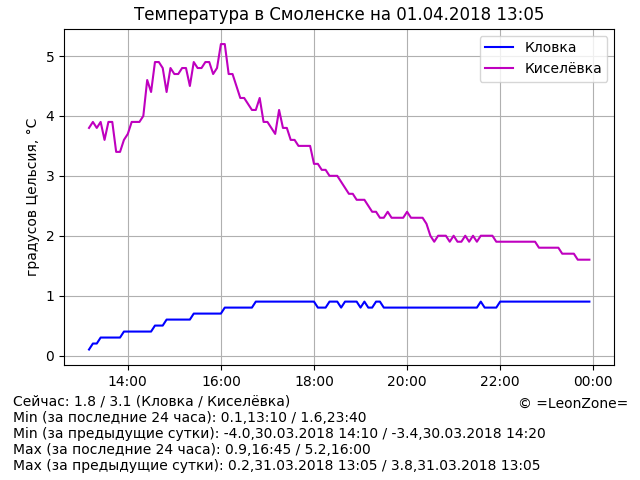 Температура в Смоленске на 01.04.2018 13:05
Кловка
Киселёвка
градусов Цельсия, °C
5
4
3
2
1
0
14:00
16:00
18:00
20:00
22:00
00:00
Сейчас: 1.8 / 3.1 (Кловка / Киселёвка)
© =LeonZone=
Min (за последние 24 часа): 0.1,13:10 / 1.6,23:40
Min (за предыдущие сутки): -4.0,30.03.2018 14:10 / -3.4,30.03.2018 14:20
Max (за последние 24 часа): 0.9,16:45 / 5.2,16:00
Max (за предыдущие сутки): 0.2,31.03.2018 13:05 / 3.8,31.03.2018 13:05